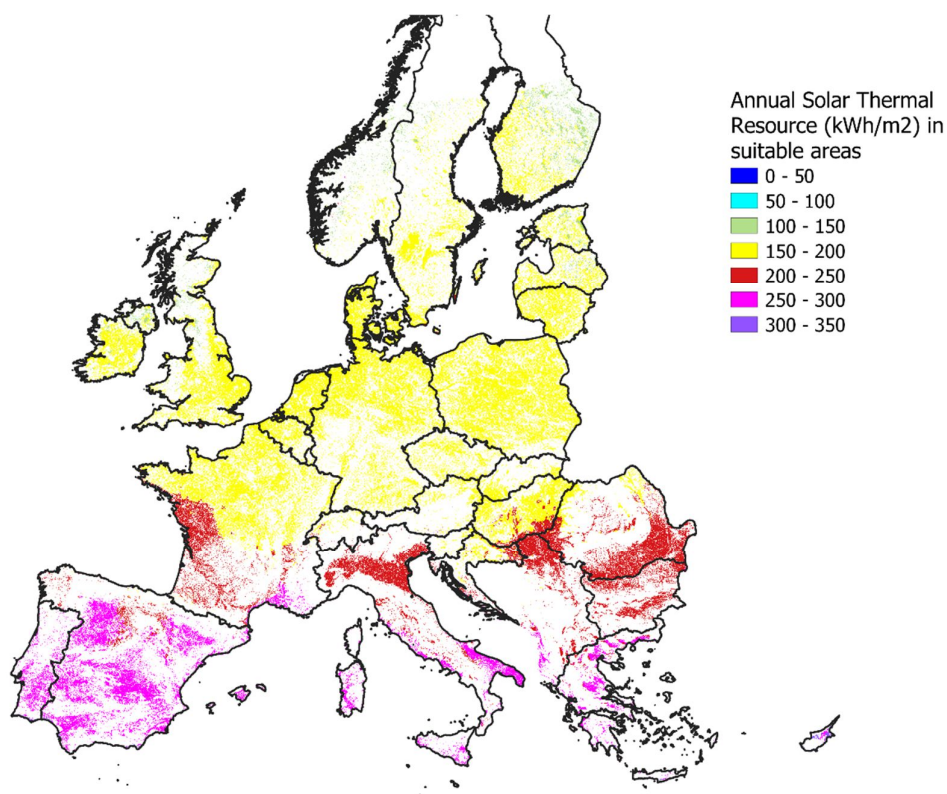 Annual Solar Thermal
Resource (kWh/m2) in
suitable areas
0 - 50
50 - 100
100 - 150
150 - 200
200 - 250
250 - 300
300 - 350